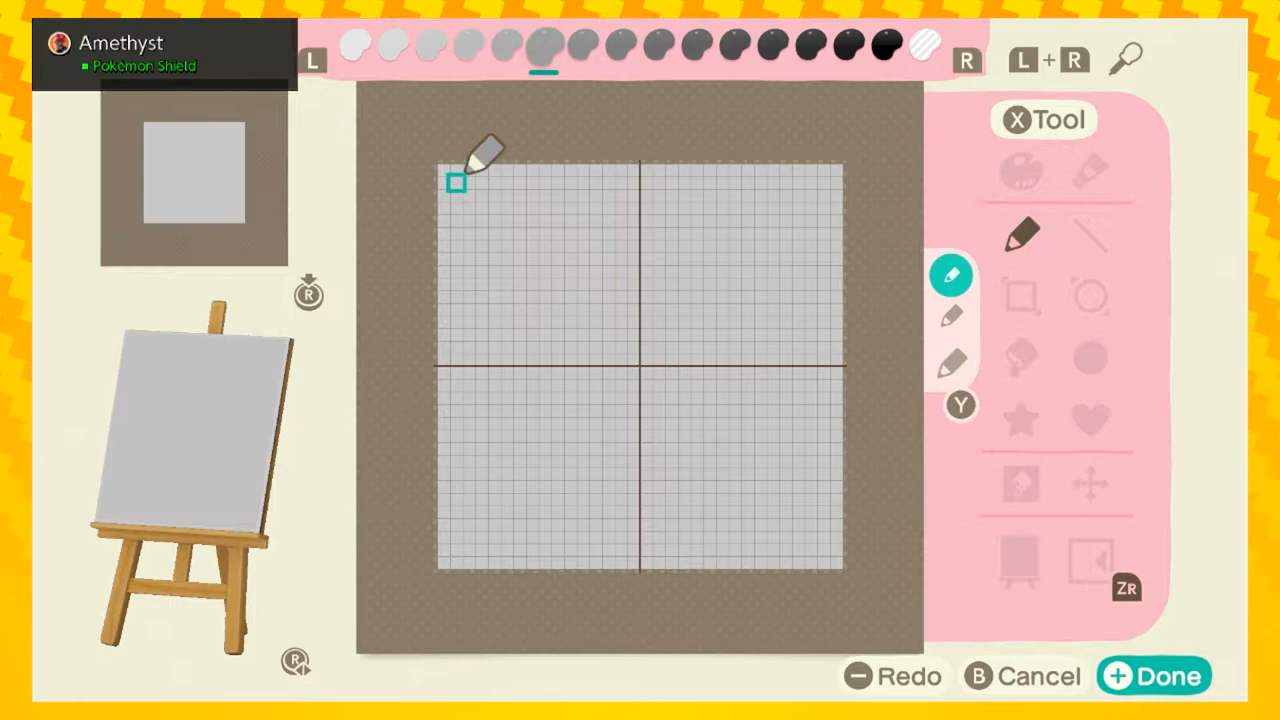 Amethyst
Pokémon Shield
L
R
L + R
X Tool
R
Y
ZR
R
Redo
B Cancel
+ Done